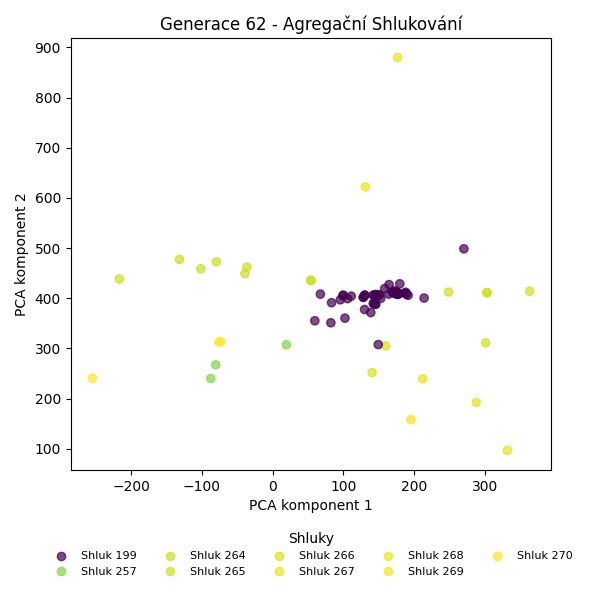 Generace 62 - Agregační Shlukování
PCA komponent 2
900
800
700
600
500
400
300
200
100
−200 −100 0 100 200 300
PCA komponent 1
Shluky
Shluk 199 Shluk 264 Shluk 266 Shluk 268 Shluk 270
Shluk 257 Shluk 265 Shluk 267 Shluk 269